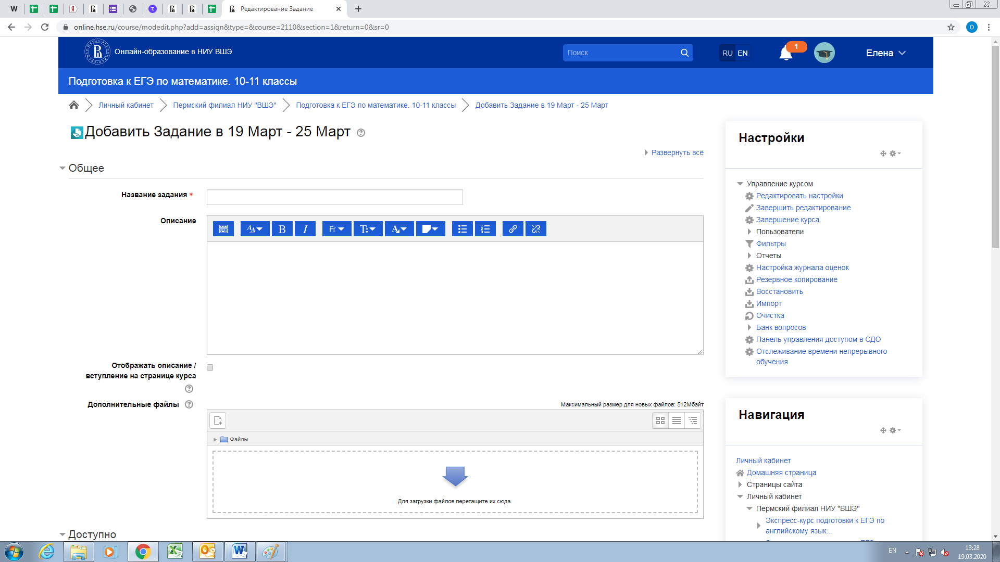 Редактирование Задание
online.hse.ru/course/modedit.php?add=assign&type=&course=2110&section=1&return=0&sr=0
О
Онлайн-образование в НИУ ВШЭ
Поиск
RU EN
1
Елена
Подготовка к ЕГЭ по математике. 10-11 классы
Личный кабинет
Пермский филиал НИУ "ВШЭ"
Подготовка к ЕГЭ по математике. 10-11 классы
Добавить Задание в 19 Март - 25 Март
Добавить Задание в 19 Март - 25 Март
Развернуть всё
Общее
Название задания *
Описание
Отображать описание /
вступление на странице курса
Дополнительные файлы
Максимальный размер для новых файлов: 512Мбайт
Файлы
Для загрузки файлов перетащите их сюда.
Доступно
Настройки
Управление курсом
Редактировать настройки
Завершить редактирование
Завершение курса
Пользователи
Фильтры
Отчеты
Настройка журнала оценок
Резервное копирование
Восстановить
Импорт
Очистка
Банк вопросов
Панель управления доступом в СДО
Отслеживание времени непрерывного
обучения
Навигация
Личный кабинет
Домашняя страница
Страницы сайта
Личный кабинет
Пермский филиал НИУ "ВШЭ"
Экспресс-курс подготовки к ЕГЭ по
английскому язык...
EN
13:28
19.03.2020